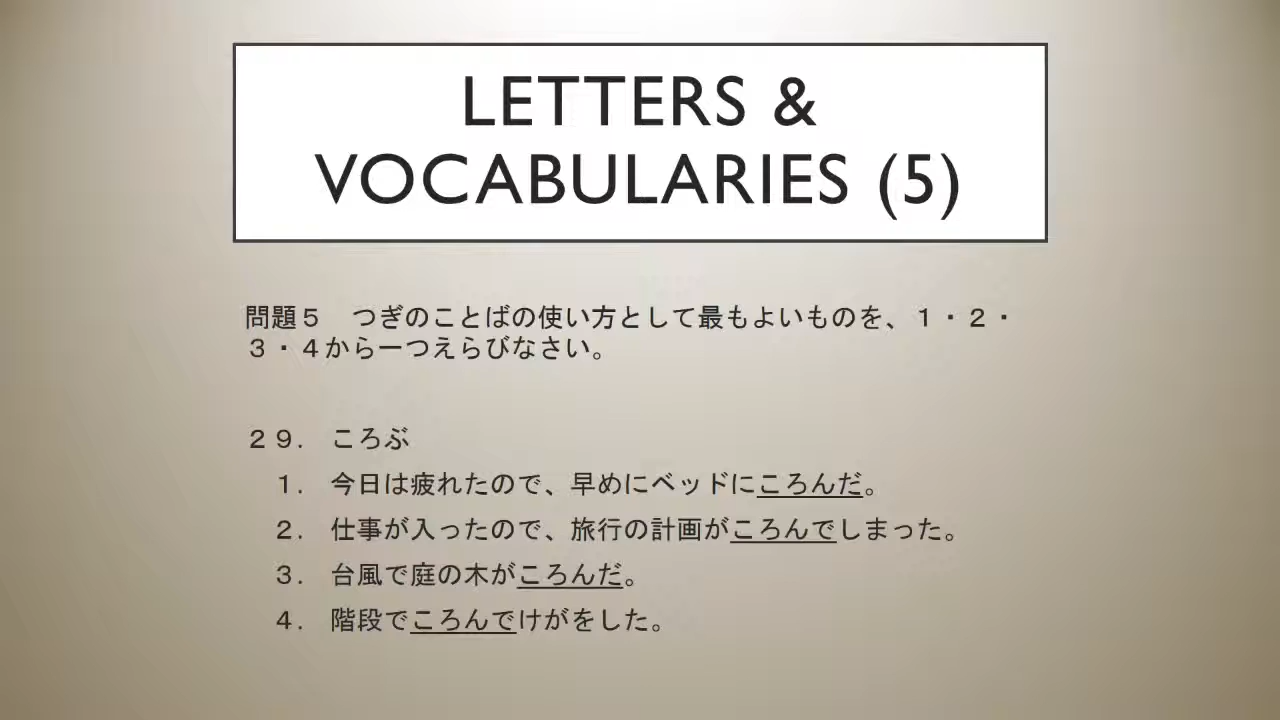 LETTERS &
VOCABULARIES (5)
問題５　つぎのことばの使い方として最もよいものを、１・２・
３・４から一つえらびなさい。
２９.　ころぶ
１.　今日は疲れたので、早めにベッドにころんだ。
２.　仕事が入ったので、旅行の計画がころんでしまった。
３.　台風で庭の木がころんだ。
４.　階段でころんでけがをした。